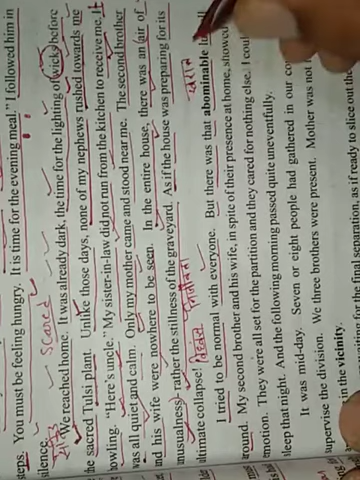 steps. You must be feeling hungry. It is time for the evening meal." I followed him in
silence.
scared
We reached home. It was already dark, the time for the lighting of wicks before
the sacred Tulsi plant. Unlike those days, none of my nephews rushed towards me
howling. "Here's uncle." My sister-in-law did not run from the kitchen to receive me. It
was all quiet and calm. Only my mother came and stood near me. The second brother
and his wife were nowhere to be seen. In the entire house, there was an air of
unusualness—rather the stillness of the graveyard. As if the house was preparing for its
ultimate collapse!
I tried to be normal with everyone. But there was that abominable
around. My second brother and his wife, in spite of their presence at home, showed
emotion. They were all set for the partition and they cared for nothing else. I
sleep that night. And the following morning passed quite uneventfully.
It was mid-day. Seven or eight people had gathered in our
supervise the division. We three brothers were present. Mother was not
in the vicinity.
for the final separation, as if ready to slice out the